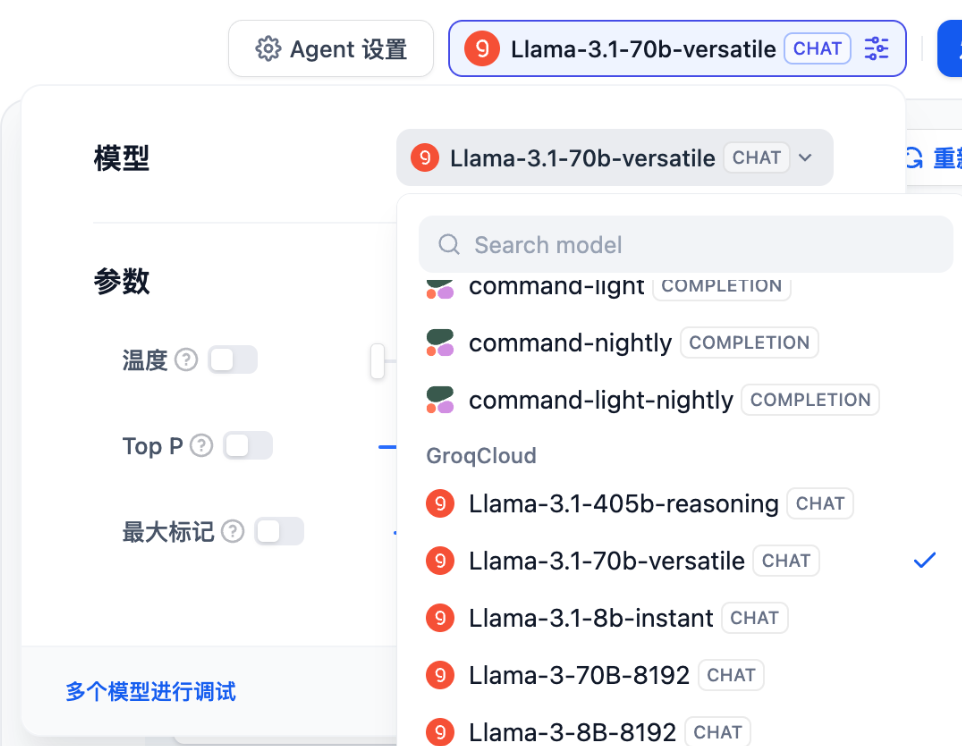 Agent 设置
Llama-3.1-70b-versatile CHAT
模型
Llama-3.1-70b-versatile CHAT
重新
Search model
command-light COMPLETION
参数
command-nightly COMPLETION
温度
command-light-nightly COMPLETION
Top P
GroqCloud
Llama-3.1-405b-reasoning CHAT
最大标记
Llama-3.1-70b-versatile CHAT
Llama-3.1-8b-instant CHAT
Llama-3-70B-8192 CHAT
多个模型进行调试
Llama-3-8B-8192 CHAT